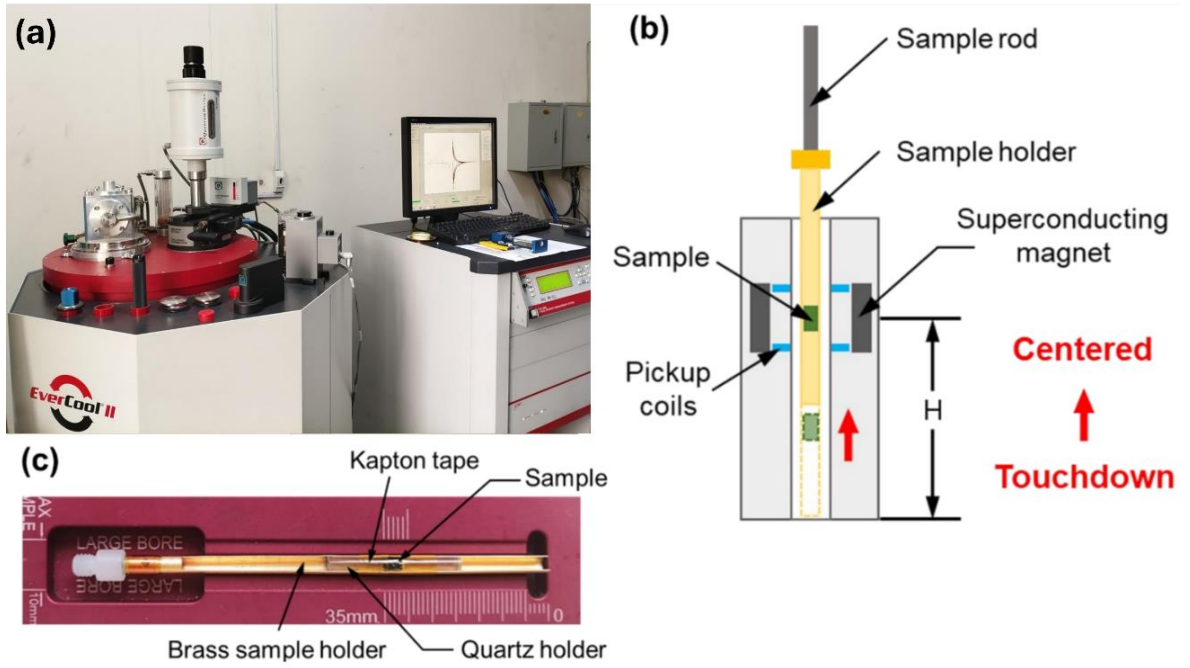 (a)
EverCool II
(b)
Sample rod
Sample holder
Superconducting
magnet
Sample
Pickup
coils
H
Centered
Touchdown
(c)
Kapton tape
Sample
LARGE BORE
LARGE BORE
10mm
35mm
0
Brass sample holder
Quartz holder